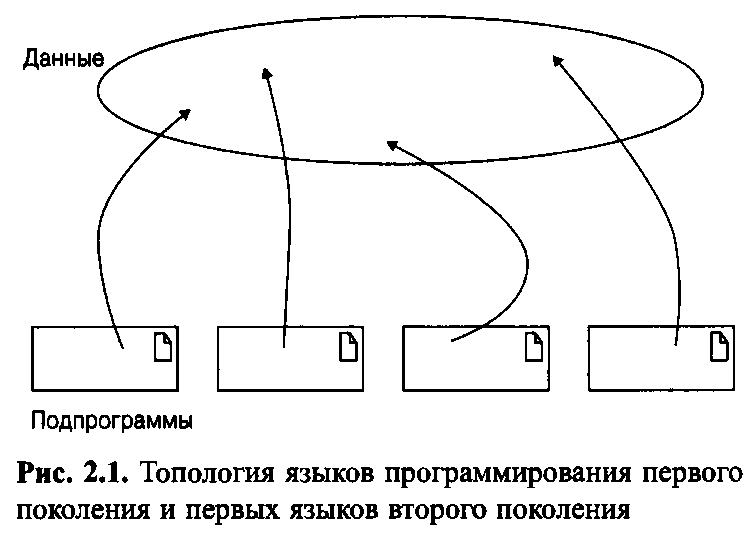 Данные
Подпрограммы
Рис. 2.1. Топология языков программирования первого
поколения и первых языков второго поколения